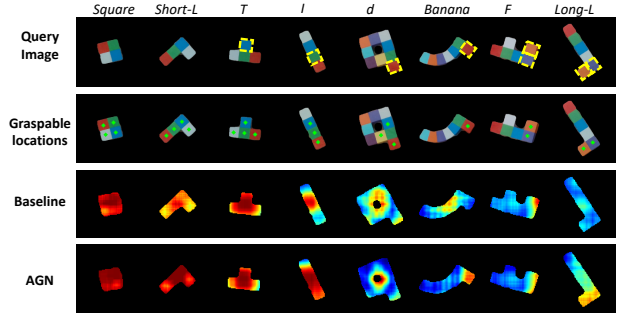 Square Short-L T I d Banana F Long-L
Query
Image
Graspable
locations
Baseline
AGN